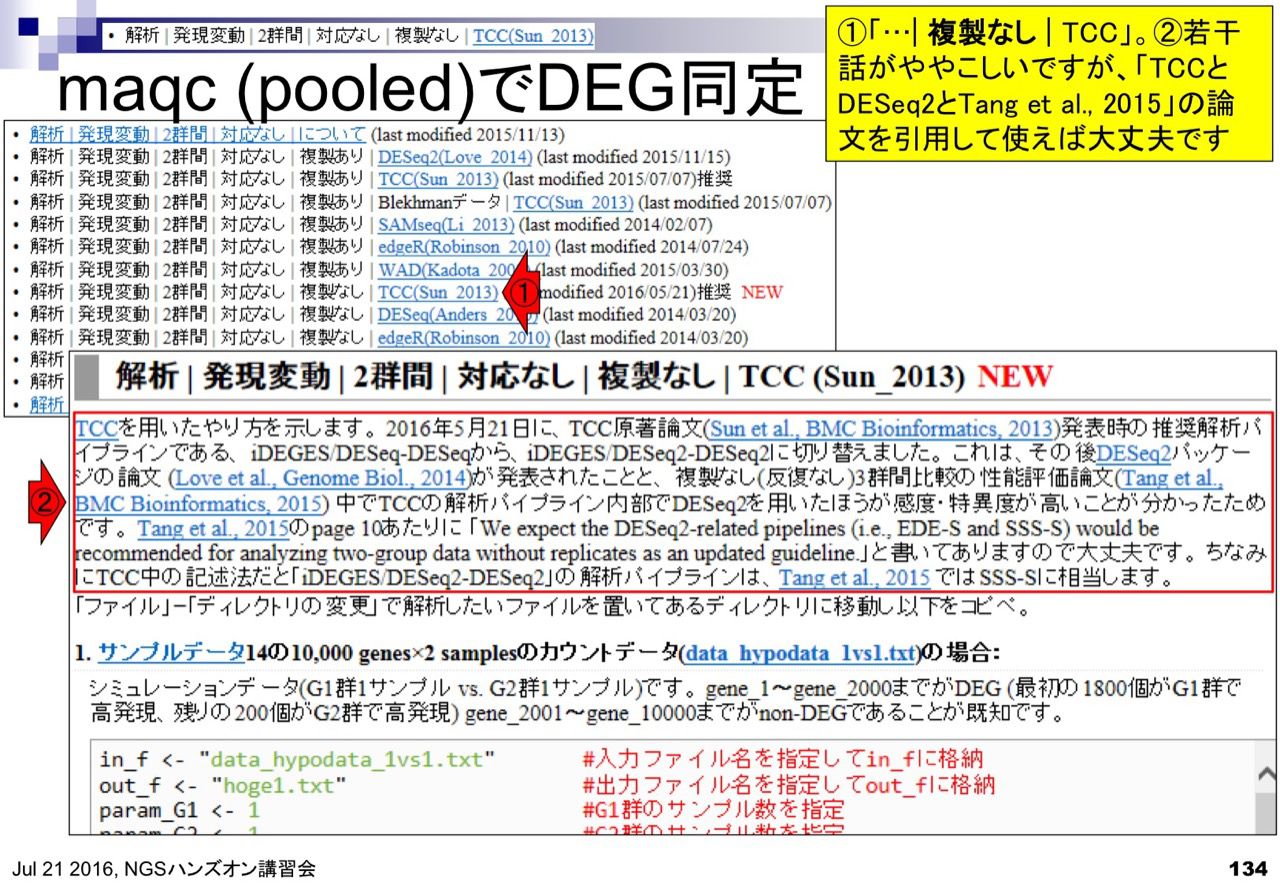 • 解析 | 発現変動 | 2群間 | 対応なし | 複製なし | TCC(Sun_2013)
maqc (pooled)でDEG同定
①「…| 複製なし | TCC」。②若干
話がややこしいですが、「TCCと
DESeq2とTang et al., 2015」の論
文を引用して使えば大丈夫です
• 解析 | 発現変動 | 2群間 | 対応なし | について (last modified 2015/11/13)
• 解析 | 発現変動 | 2群間 | 対応なし | 複製あり | DESeq2(Love_2014) (last modified 2015/11/15)
• 解析 | 発現変動 | 2群間 | 対応なし | 複製あり | TCC(Sun_2013) (last modified 2015/07/07)推奨
• 解析 | 発現変動 | 2群間 | 対応なし | 複製あり | Blekhmanデータ | TCC(Sun_2013) (last modified 2015/07/07)
• 解析 | 発現変動 | 2群間 | 対応なし | 複製あり | SAMseq(Li_2013) (last modified 2014/02/07)
• 解析 | 発現変動 | 2群間 | 対応なし | 複製あり | edgeR(Robinson_2010) (last modified 2014/07/24)
• 解析 | 発現変動 | 2群間 | 対応なし | 複製あり | WAD(Kadota_200 (last modified 2015/03/30)
• 解析 | 発現変動 | 2群間 | 対応なし | 複製なし | TCC(Sun_2013) ① modified 2016/05/21)推奨 NEW
• 解析 | 発現変動 | 2群間 | 対応なし | 複製なし | DESeq(Anders_20 (last modified 2014/03/20)
• 解析 | 発現変動 | 2群間 | 対応なし | 複製なし | edgeR(Robinson_2010) (last modified 2014/03/20)
• 解析
• 解析
• 解析
解析 | 発現変動 | 2群間 | 対応なし | 複製なし | TCC (Sun_2013) NEW
②
TCCを用いたやり方を示します。2016年5月21日に、TCC原著論文(Sun et al., BMC Bioinformatics, 2013)発表時の推奨解析パ
イプラインである、iDEGES/DESeq-DESeqから、iDEGES/DESeq2-DESeq2に切り替えました。これは、その後DESeq2パッケー
ジの論文 (Love et al., Genome Biol., 2014)が発表されたことと、複製なし(反復なし)3群間比較の性能評価論文(Tang et al.,
BMC Bioinformatics, 2015) 中でTCCの解析パイプライン内部でDESeq2を用いたほうが感度・特異度が高いことが分かったため
です。Tang et al., 2015のpage 10あたりに「We expect the DESeq2-related pipelines (i.e., EDE-S and SSS-S) would be
recommended for analyzing two-group data without replicates as an updated guideline.」と書いてありますので大丈夫です。ちなみ
にTCC中の記述法だと「iDEGES/DESeq2-DESeq2」の解析パイプラインは、Tang et al., 2015 ではSSS-Sに相当します。
「ファイル」−「ディレクトリの変更」で解析したいファイルを置いてあるディレクトリに移動し以下をコピペ。
1. サンプルデータ14の10,000 genes×2 samplesのカウントデータ(data_hypodata_1vs1.txt)の場合:
シミュレーションデータ(G1群1サンプル vs. G2群1サンプル)です。gene_1～gene_2000までがDEG (最初の1800個がG1群で
高発現、残りの200個がG2群で高発現) gene_2001～gene_10000までがnon-DEGであることが既知です。
in_f <- "data_hypodata_1vs1.txt" #入力ファイル名を指定してin_fに格納
out_f <- "hoge1.txt" #出力ファイル名を指定してout_fに格納
param_G1 <- 1 #G1群のサンプル数を指定
param_G2 <- 1 #G2群のサンプル数を指定
Jul 21 2016, NGSハンズオン講習会
134